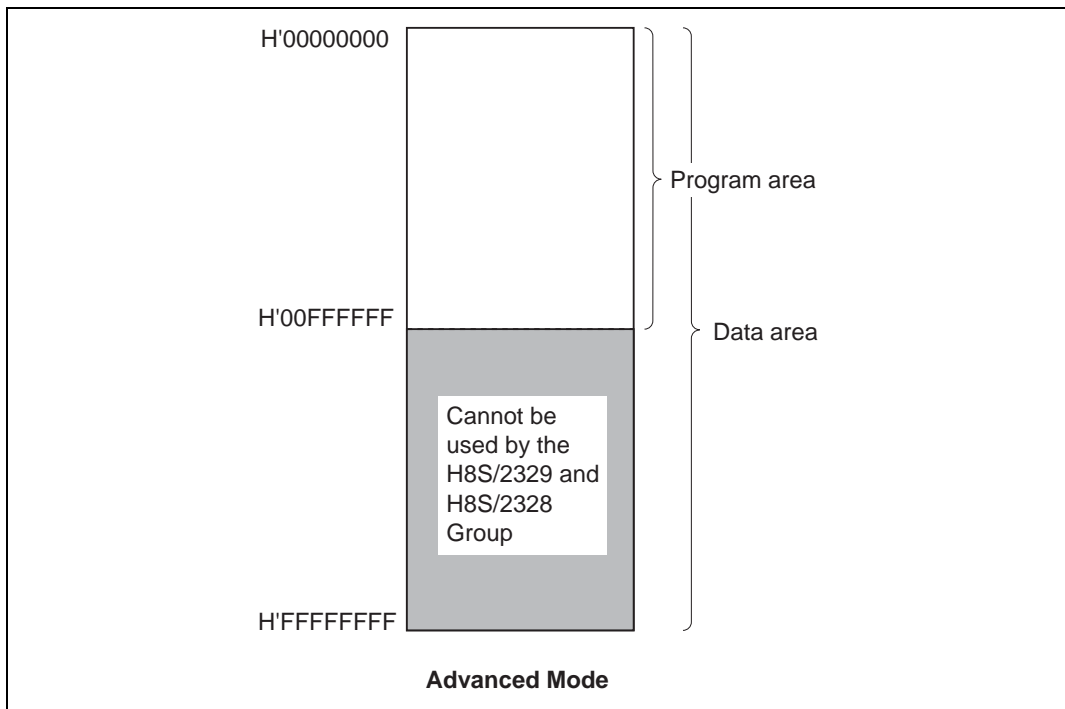 H'00000000
Program area
H'00FFFFFF
Data area
Cannot be
used by the
H8S/2329 and
H8S/2328
Group
H'FFFFFFFF
Advanced Mode